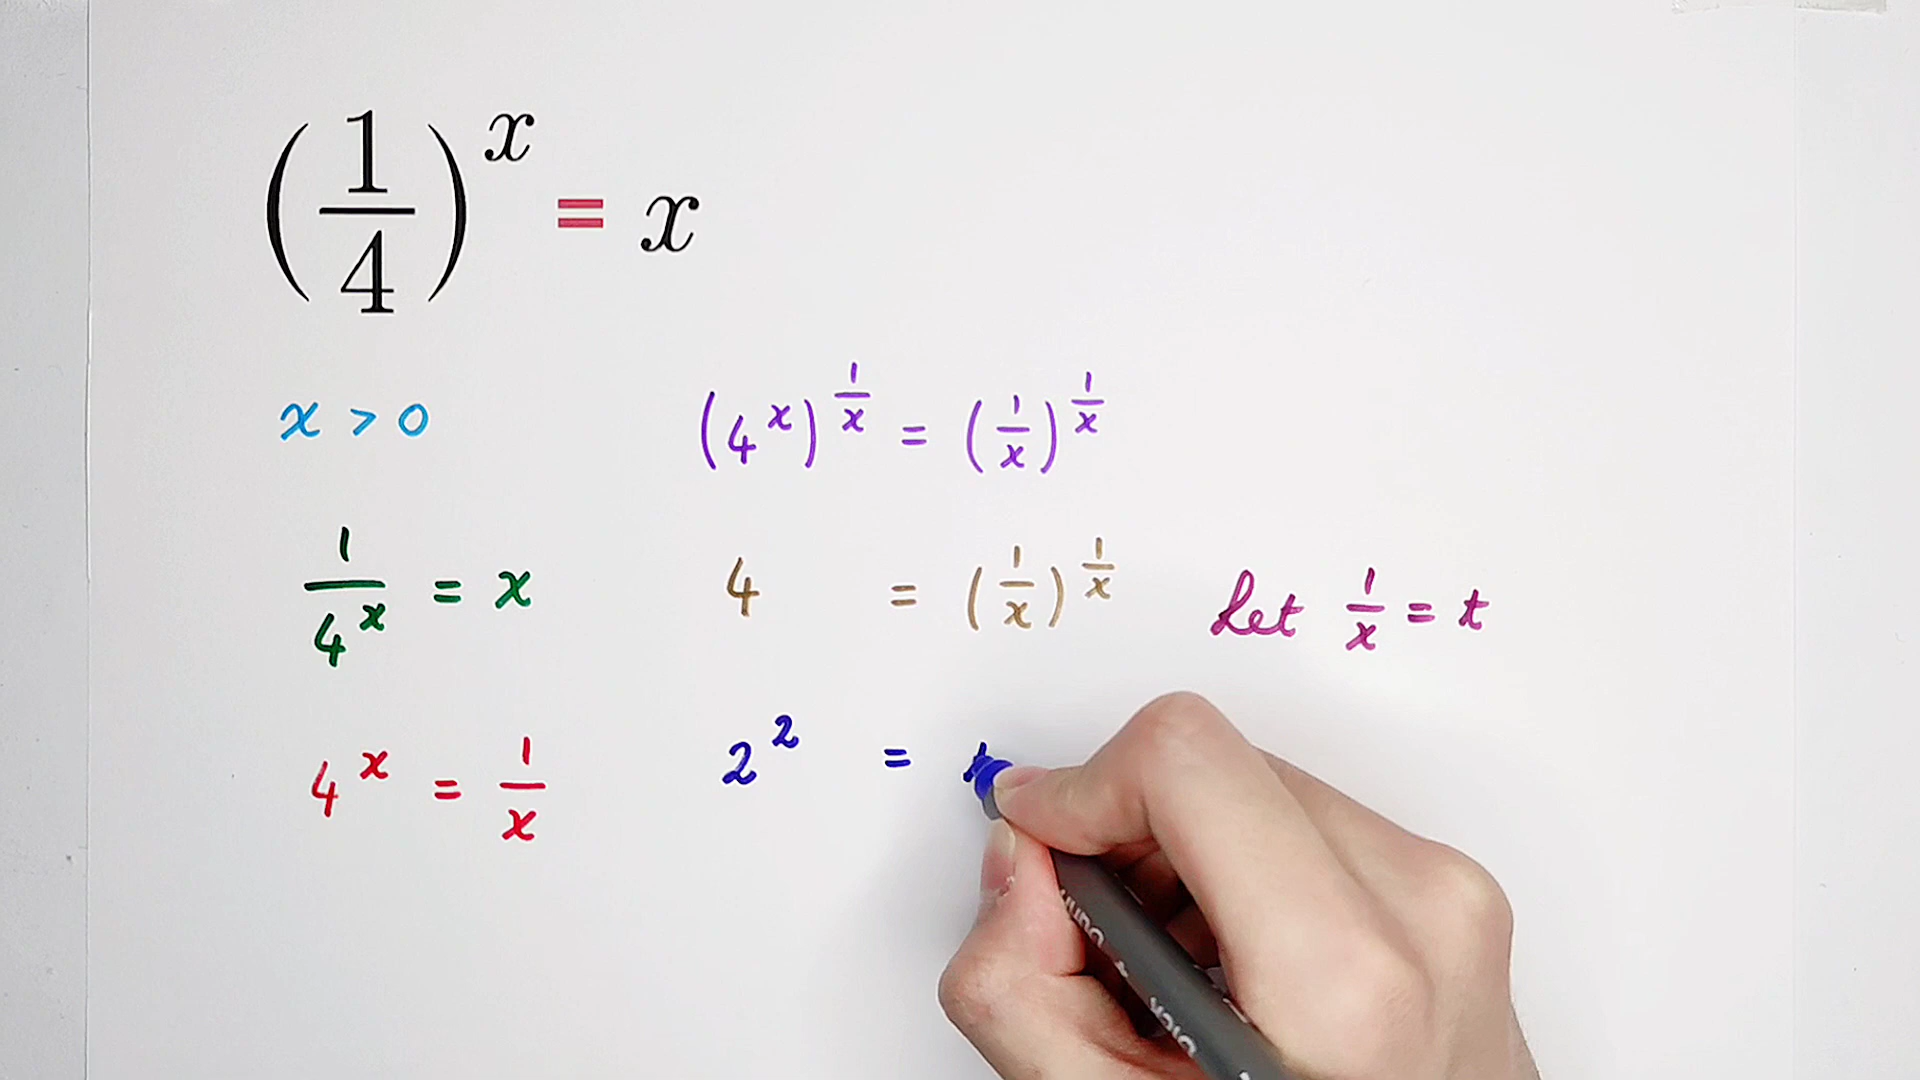 (1/4)^x = x
x > 0
1/4^x = x
4^x = 1/x
(4^x)^(1/x) = (1/x)^(1/x)
4 = (1/x)^(1/x)
let 1/x = t
2^2 =